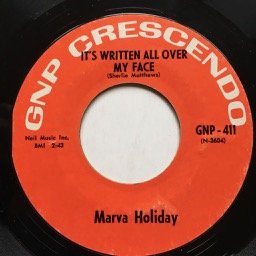 GNP CRESCENDO
IT'S WRITTEN ALL OVER
MY FACE
(Sherlie Matthews)
Neil Music Inc.
BMI 2:43
GNP-411
(N-3604)
Marva Holiday